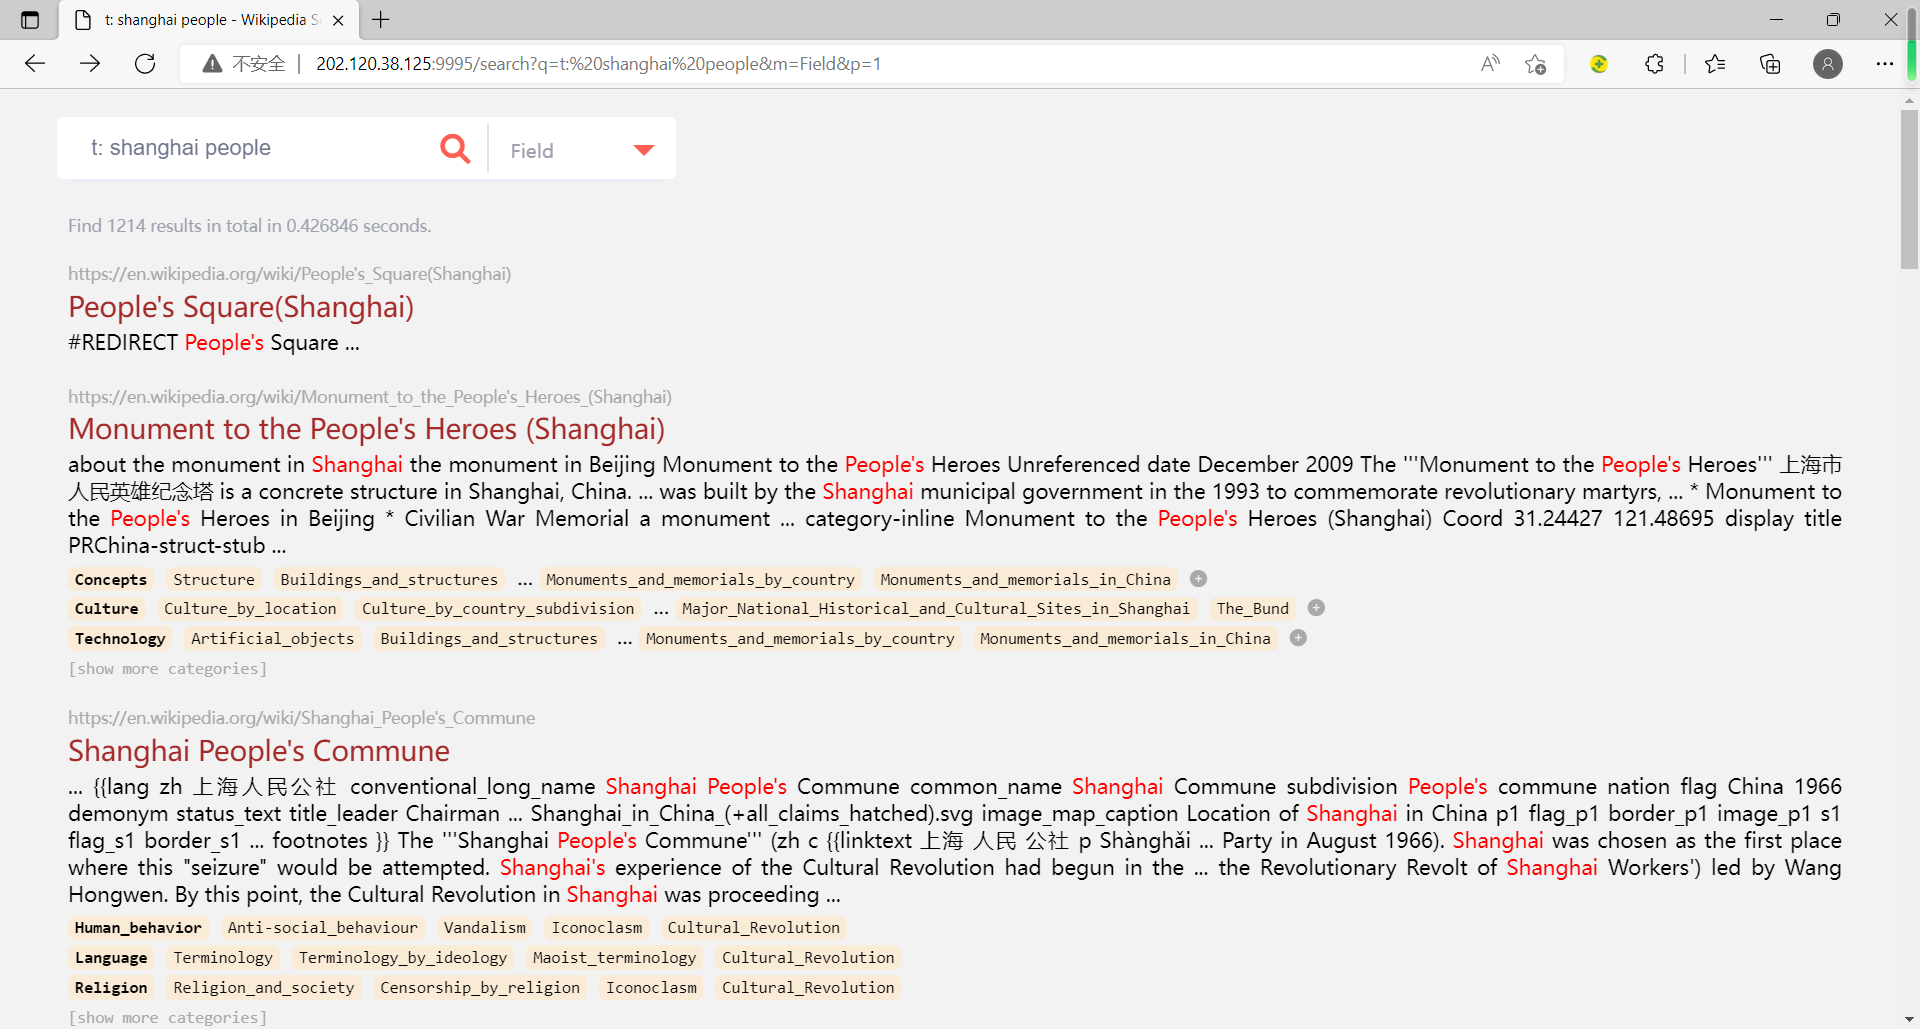 t: shanghai people - Wikipedia S
不安全 | 202.120.38.125:9995/search?q=t:%20shanghai%20people&m=Field&p=1
t: shanghai people Field
Find 1214 results in total in 0.426846 seconds.
https://en.wikipedia.org/wiki/People's_Square(Shanghai)
People's Square(Shanghai)
#REDIRECT People's Square ...
https://en.wikipedia.org/wiki/Monument_to_the_People's_Heroes_(Shanghai)
Monument to the People's Heroes (Shanghai)
about the monument in Shanghai the monument in Beijing Monument to the People's Heroes Unreferenced date December 2009 The '''Monument to the People's Heroes''' 上海市
人民英雄纪念塔 is a concrete structure in Shanghai, China. ... was built by the Shanghai municipal government in the 1993 to commemorate revolutionary martyrs, ... * Monument to
the People's Heroes in Beijing * Civilian War Memorial a monument ... category-inline Monument to the People's Heroes (Shanghai) Coord 31.24427 121.48695 display title
PRChina-struct-stub ...
Concepts Structure Buildings_and_structures ... Monuments_and_memorials_by_country Monuments_and_memorials_in_China
Culture Culture_by_location Culture_by_country_subdivision ... Major_National_Historical_and_Cultural_Sites_in_Shanghai The_Bund
Technology Artificial_objects Buildings_and_structures ... Monuments_and_memorials_by_country Monuments_and_memorials_in_China
[show more categories]
https://en.wikipedia.org/wiki/Shanghai_People's_Commune
Shanghai People's Commune
... {{lang zh 上海人民公社 conventional_long_name Shanghai People's Commune common_name Shanghai Commune subdivision People's commune nation flag China 1966
demonym status_text title_leader Chairman ... Shanghai_in_China_(+all_claims_hatched).svg image_map_caption Location of Shanghai in China p1 flag_p1 border_p1 image_p1 s1
flag_s1 border_s1 ... footnotes }} The '''Shanghai People's Commune''' (zh c {{linktext 上海 人民 公社 p Shànghǎi ... Party in August 1966). Shanghai was chosen as the first place
where this "seizure" would be attempted. Shanghai's experience of the Cultural Revolution had begun in the ... the Revolutionary Revolt of Shanghai Workers') led by Wang
Hongwen. By this point, the Cultural Revolution in Shanghai was proceeding ...
Human_behavior Anti-social_behaviour Vandalism Iconoclasm Cultural_Revolution
Language Terminology Terminology_by_ideology Maoist_terminology Cultural_Revolution
Religion Religion_and_society Censorship_by_religion Iconoclasm Cultural_Revolution
[show more categories]